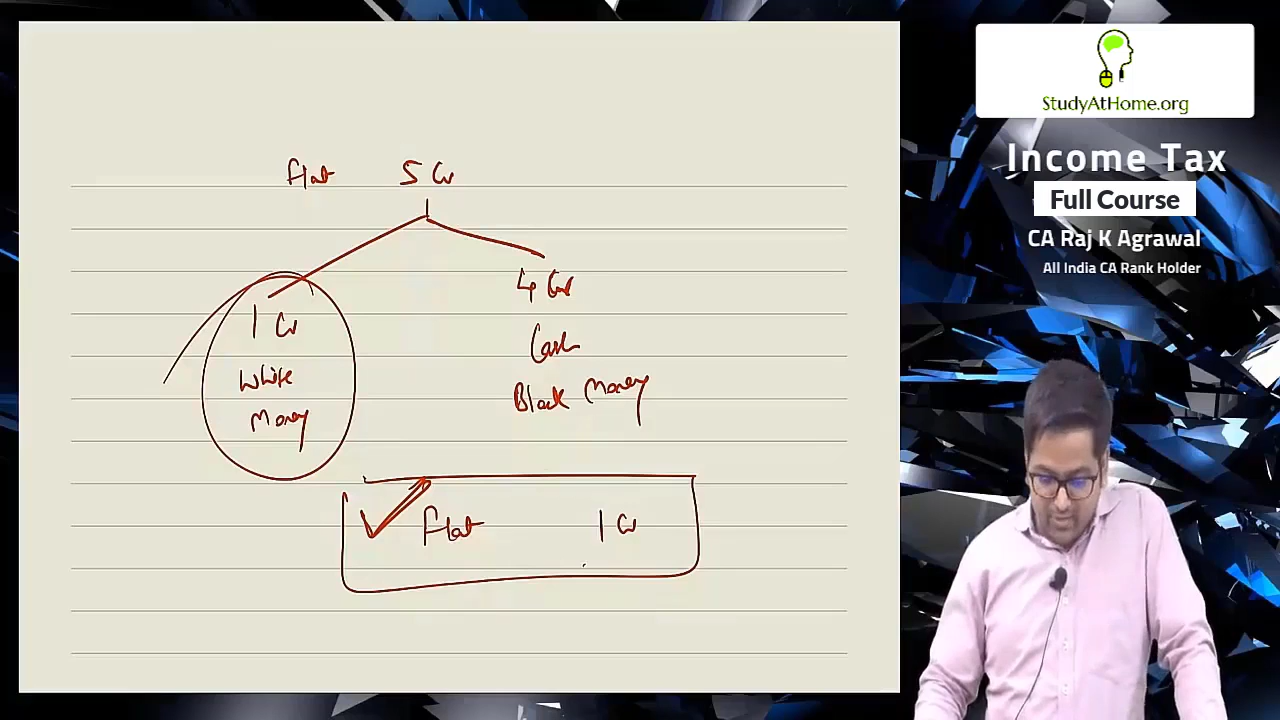 Flat 5 Cr
1 Cr
White
Money
4 Cr
Cash
Black Money
Flat 1 Cr
StudyAtHome.org
Income Tax
Full Course
CA Raj K Agrawal
All India CA Rank Holder